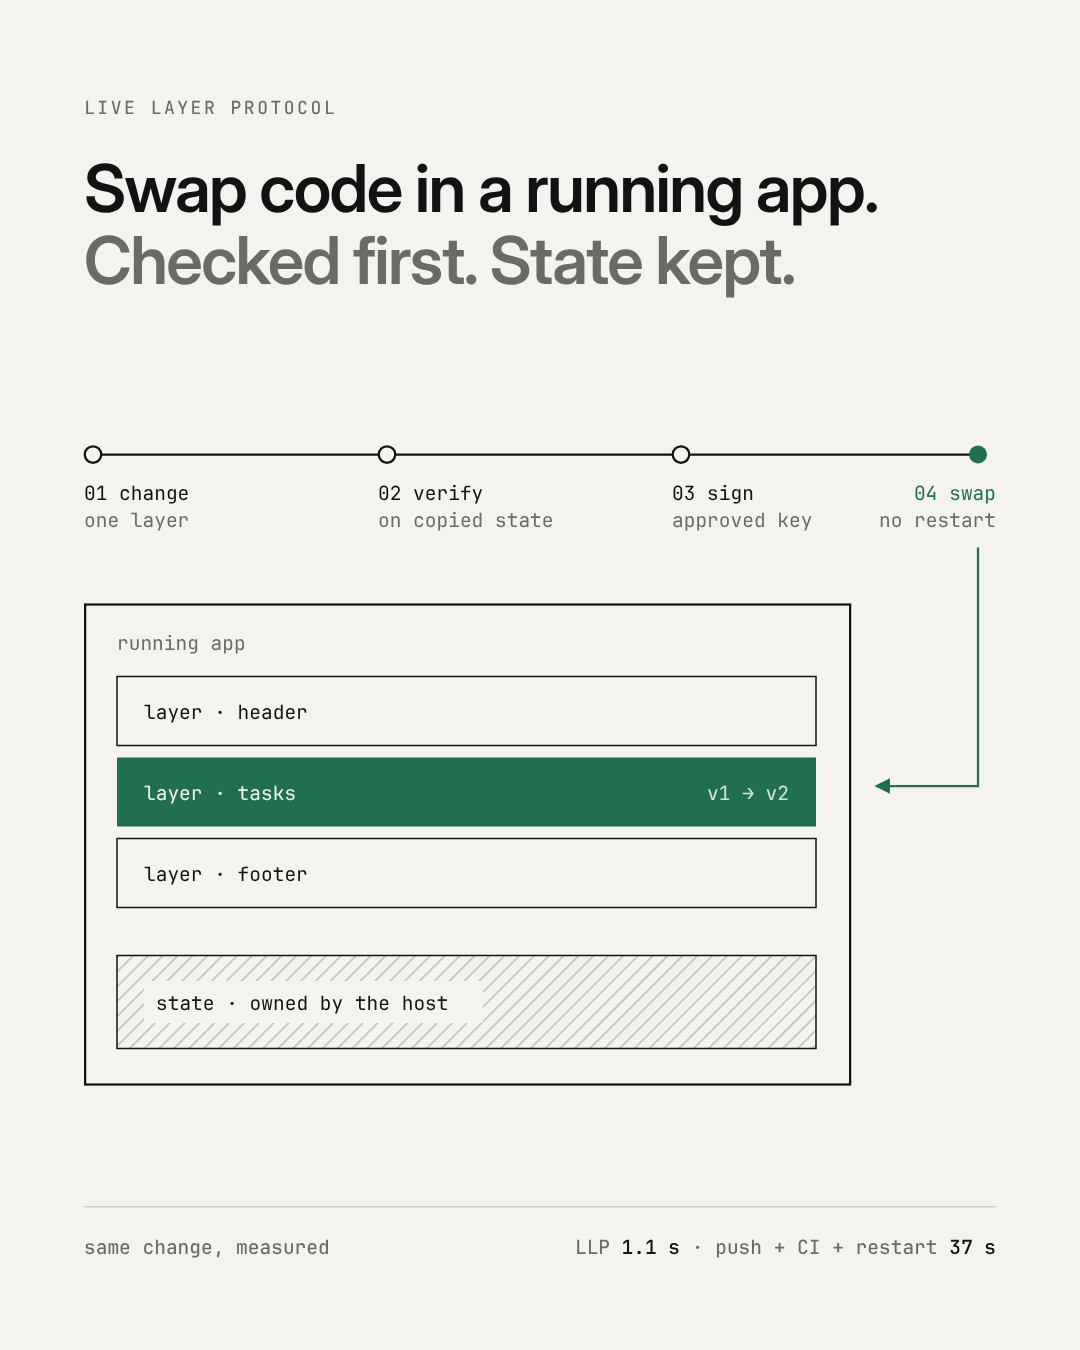 LIVE LAYER PROTOCOL
Swap code in a running app.
Checked first. State kept.
01 change
one layer
02 verify
on copied state
03 sign
approved key
04 swap
no restart
running app
layer · header
layer · tasks
v1 → v2
layer · footer
state · owned by the host
same change, measured
LLP 1.1 s · push + CI + restart 37 s